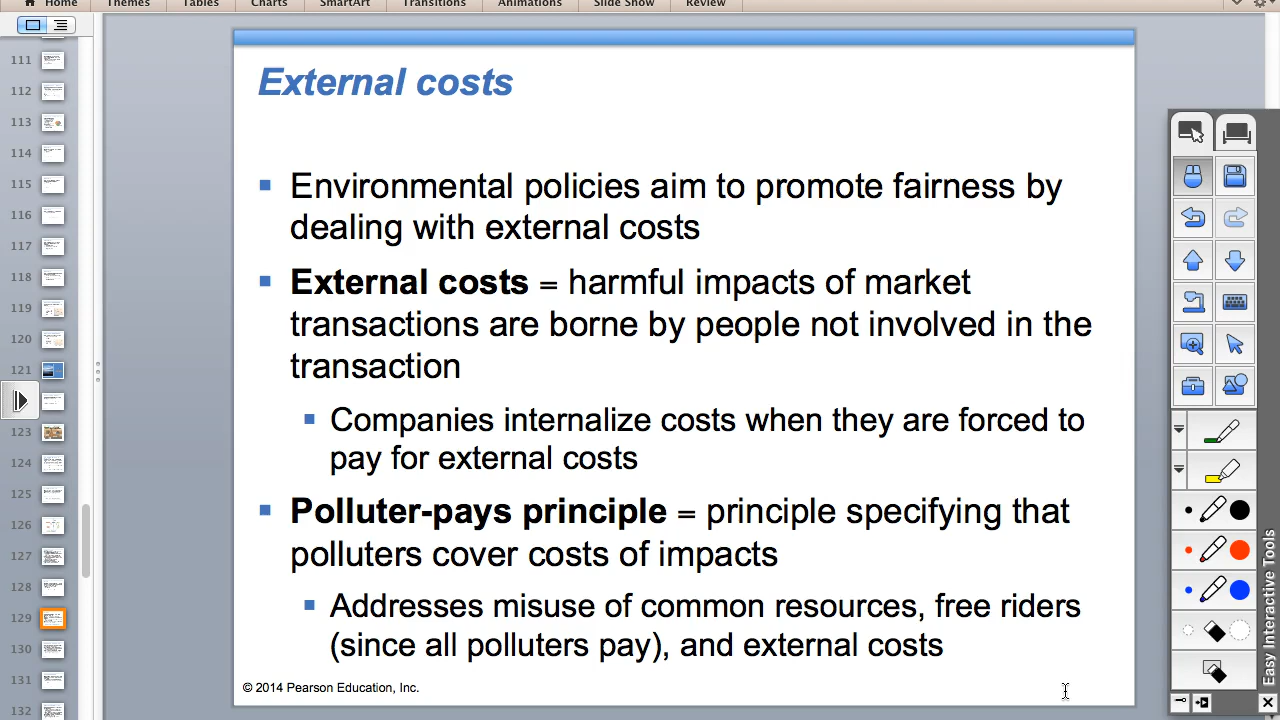 Home Themes Tables Charts SmartArt Transitions Animations Slide Show Review
111
112
113
114
115
116
117
118
119
120
121
123
124
125
126
127
128
129
130
131
132
External costs
Environmental policies aim to promote fairness by
dealing with external costs
External costs = harmful impacts of market
transactions are borne by people not involved in the
transaction
Companies internalize costs when they are forced to
pay for external costs
Polluter-pays principle = principle specifying that
polluters cover costs of impacts
Addresses misuse of common resources, free riders
(since all polluters pay), and external costs
© 2014 Pearson Education, Inc.
Easy Interactive Tools